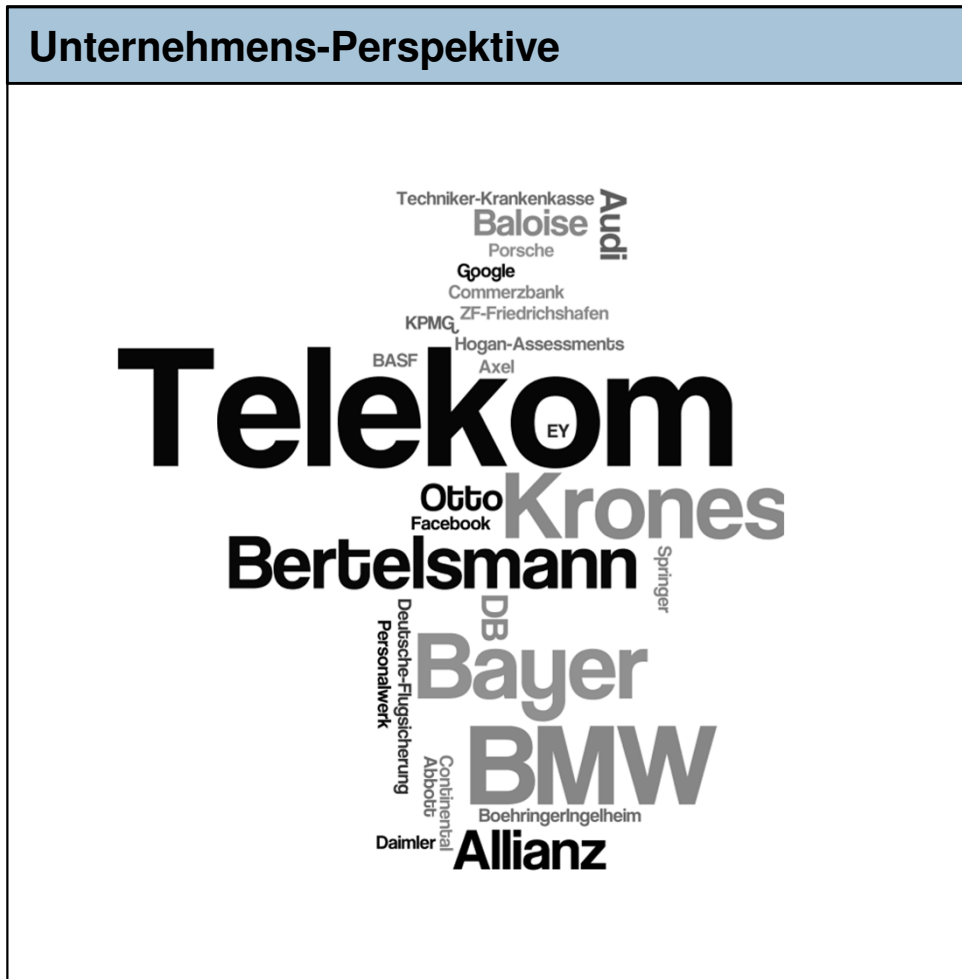 Unternehmens-Perspektive
Techniker-Krankenkasse
Audi
Baloise
Porsche
Google
Commerzbank
ZF-Friedrichshafen
KPMG
Hogan-Assessments
BASF
Axel
Telekom
EY
Krones
Otto
Facebook
Bertelsmann
Springer
DB
Deutsche-Flugsicherung
Personalwerk
Bayer
BMW
Continental
Abbott
BoehringerIngelheim
Daimler
Allianz